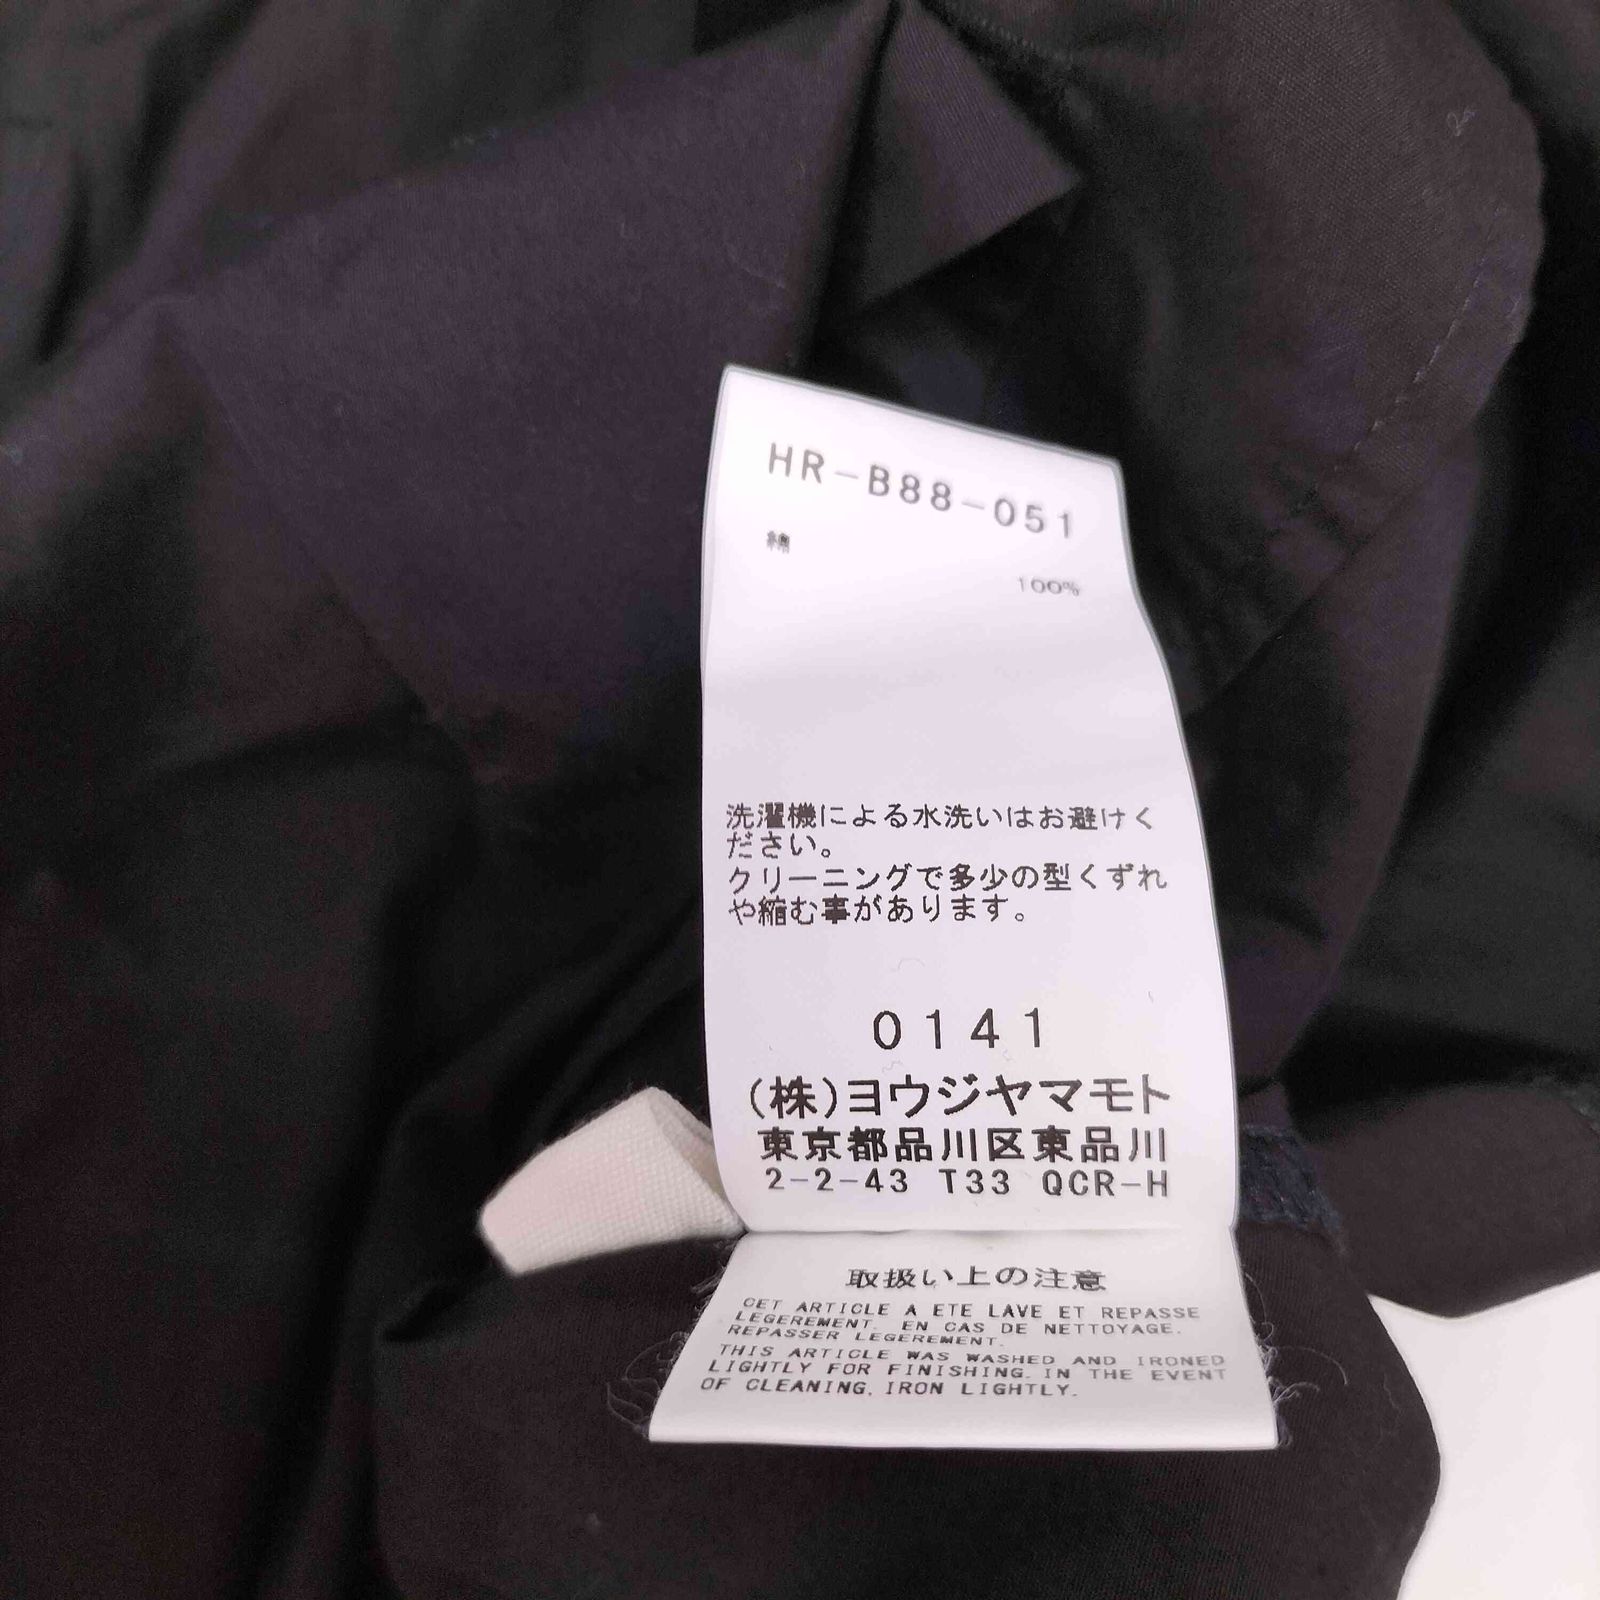 HR-B88-051
綿
100%
洗濯機による水洗いはお避けく
ださい。
クリーニングで多少の型くずれ
や縮む事があります。
0141
(株)ヨウジヤマモト
東京都品川区東品川
2-2-43 T33 QCR-H
取扱い上の注意
CET ARTICLE A ETE LAVE ET REPASSE
LEGEREMENT. EN CAS DE NETTOYAGE.
REPASSER LEGEREMENT.
THIS ARTICLE WAS WASHED AND IRONED
LIGHTLY FOR FINISHING. IN THE EVENT
OF CLEANING, IRON LIGHTLY.